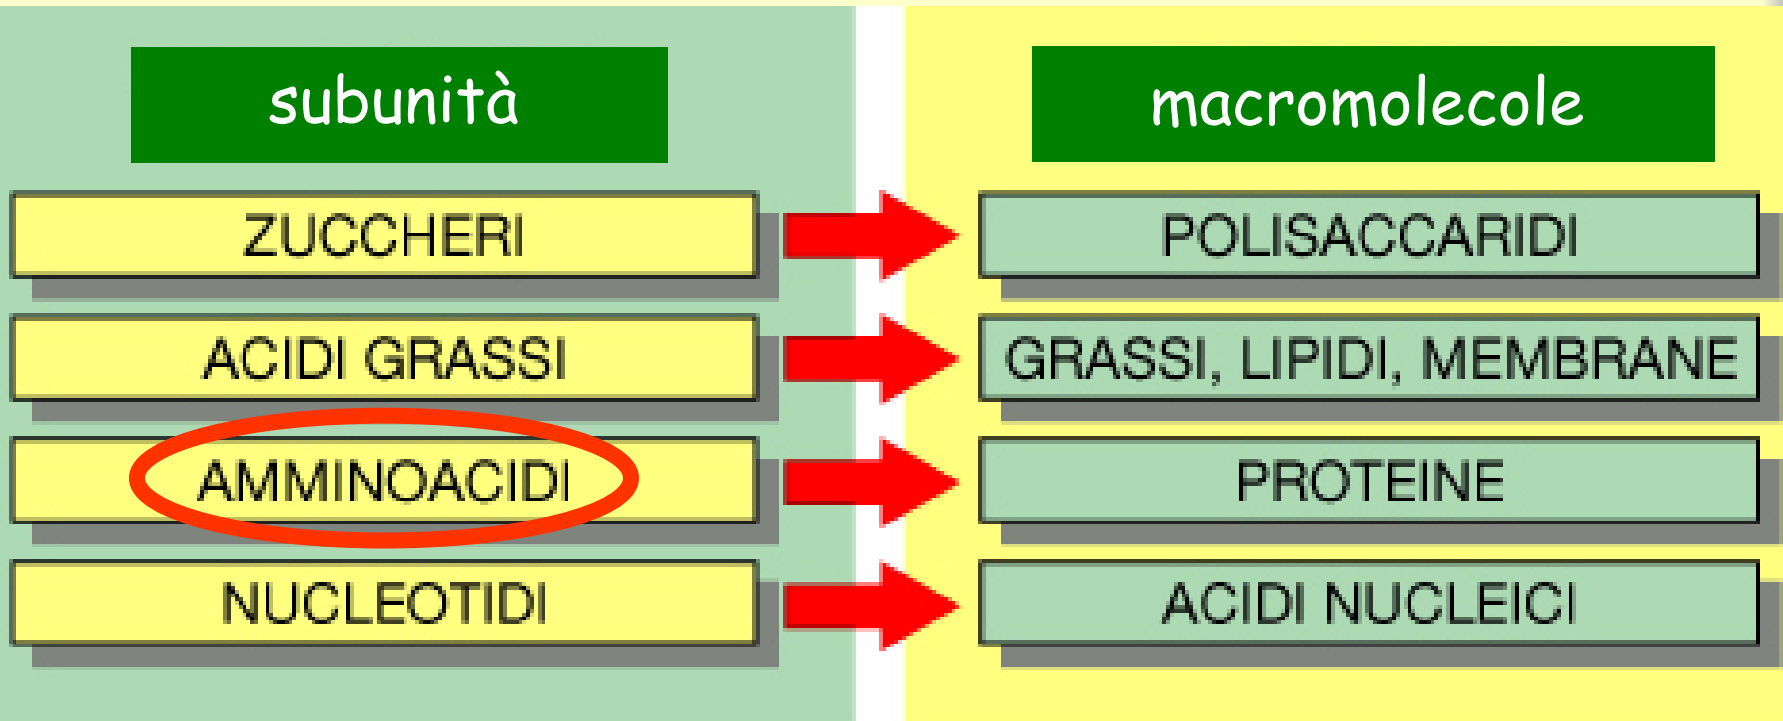 subunità
macromolecole
ZUCCHERI
POLISACCARIDI
ACIDI GRASSI
GRASSI, LIPIDI, MEMBRANE
AMMINOACIDI
PROTEINE
NUCLEOTIDI
ACIDI NUCLEICI